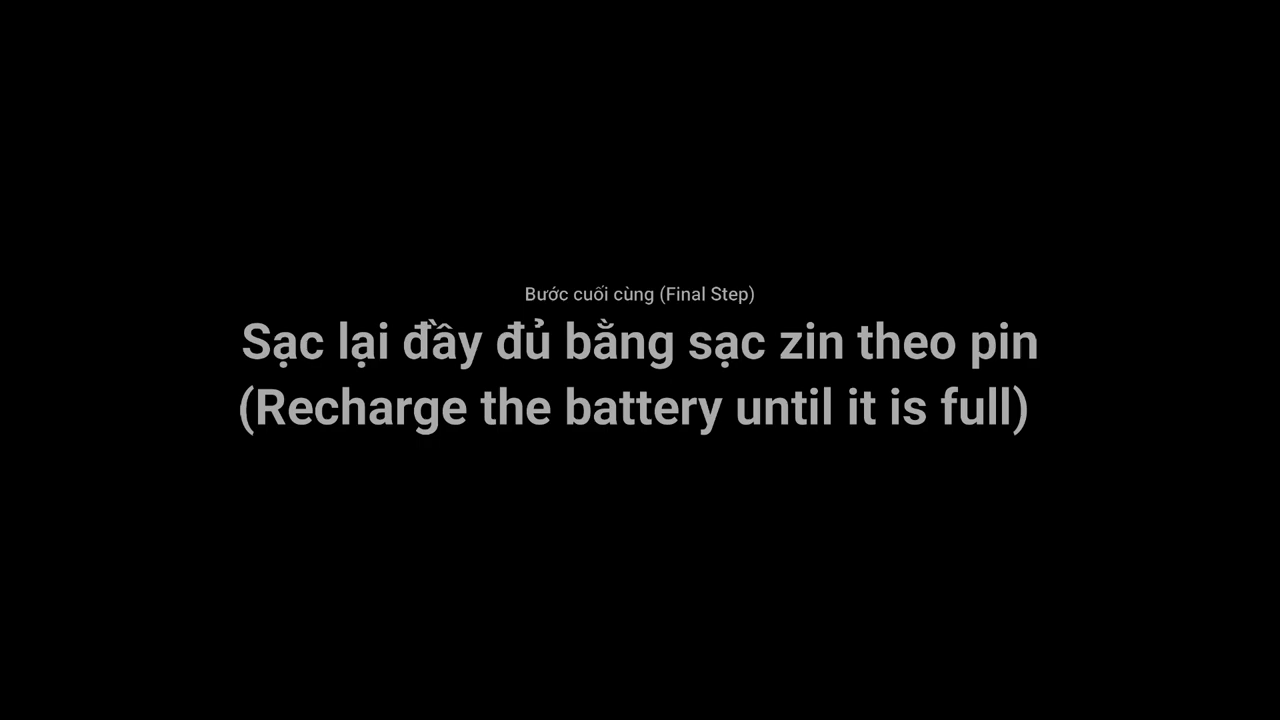 Bước cuối cùng (Final Step)
Sạc lại đầy đủ bằng sạc zin theo pin
(Recharge the battery until it is full)